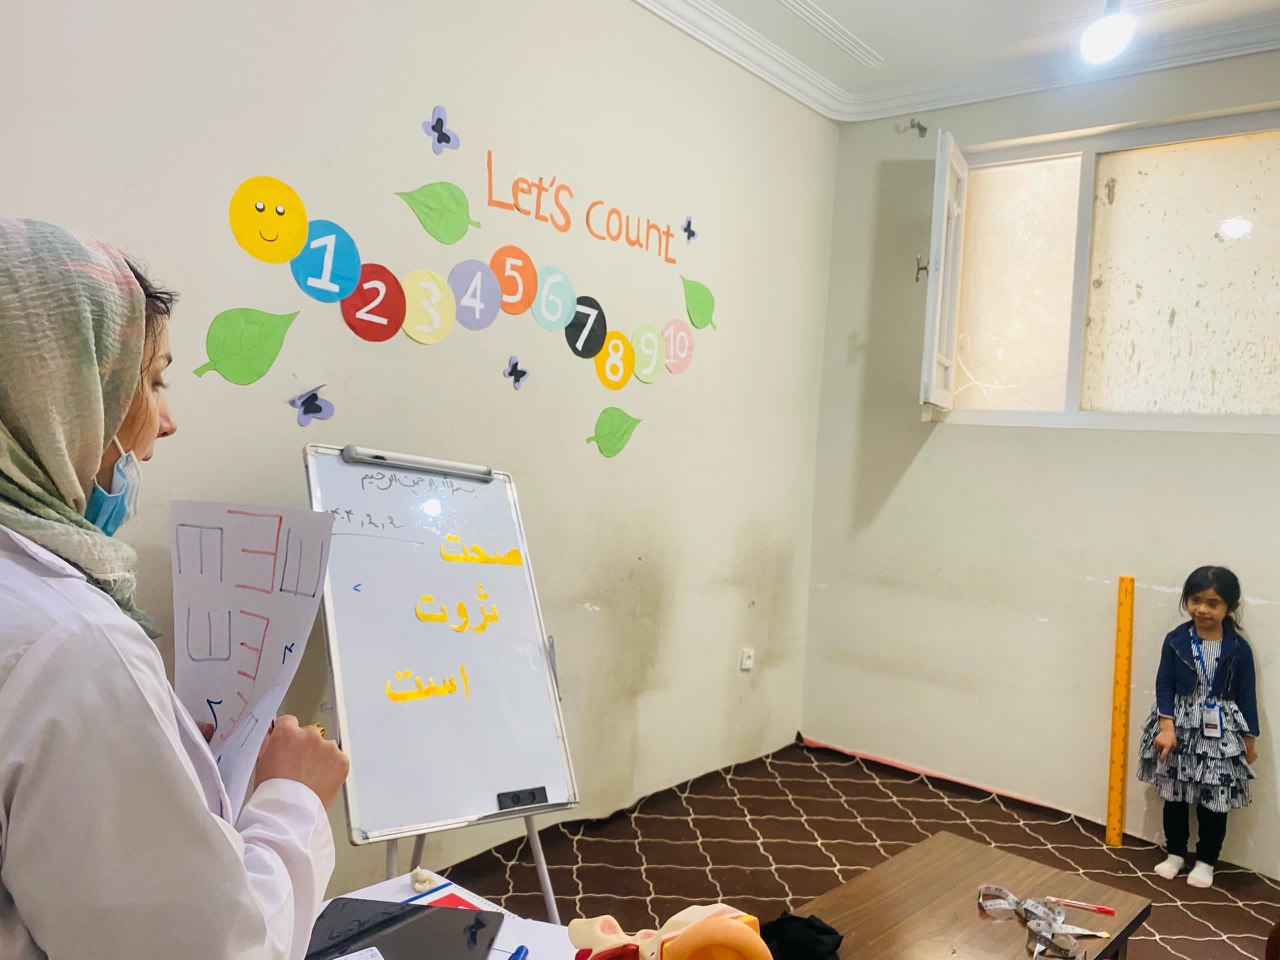 Let's count
1 2 3 4 5 6 7 8 9 10
بسم الله الرحمن الرحیم
صحت
ثروت
است